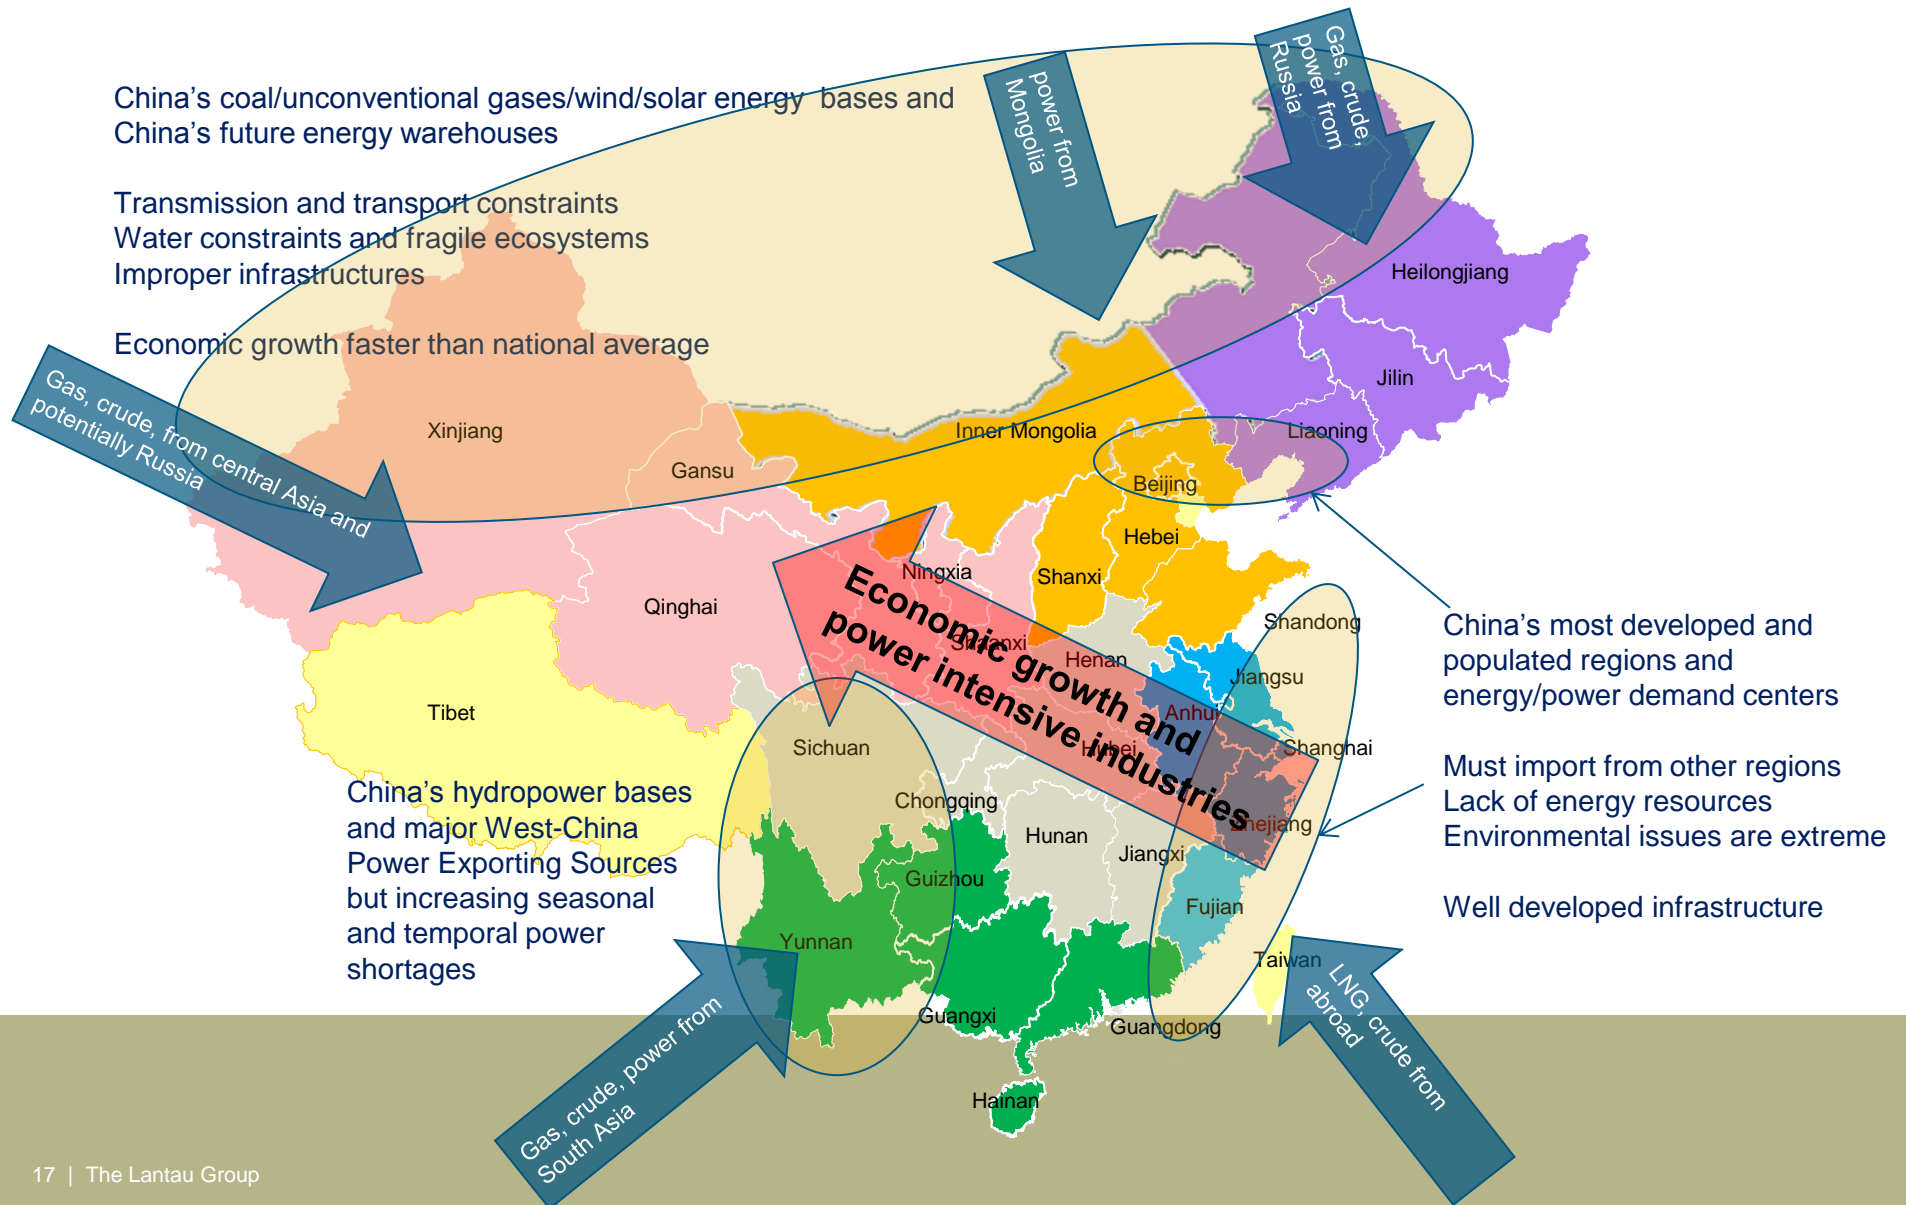 China's coal/unconventional gases/wind/solar energy bases and
China's future energy warehouses
Transmission and transport constraints
Water constraints and fragile ecosystems
Improper infrastructures
Economic growth faster than national average
power from
Mongolia
Gas, crude,
power from
Russia
Gas, crude, from central Asia and
potentially Russia
Heilongjiang
Jilin
Liaoning
Xinjiang
Gansu
Inner Mongolia
Beijing
Hebei
Ningxia
Shanxi
Qinghai
Shandong
Shaanxi
Henan
Jiangsu
Tibet
Anhui
Sichuan
Hubei
Shanghai
Chongqing
Zhejiang
Hunan
Jiangxi
Guizhou
Fujian
Yunnan
Taiwan
Guangxi
Guangdong
Hainan
Economic growth and
power intensive industries
China's most developed and
populated regions and
energy/power demand centers
Must import from other regions
Lack of energy resources
Environmental issues are extreme
Well developed infrastructure
China's hydropower bases
and major West-China
Power Exporting Sources
but increasing seasonal
and temporal power
shortages
Gas, crude, power from
South Asia
LNG, crude from
abroad
17 | The Lantau Group